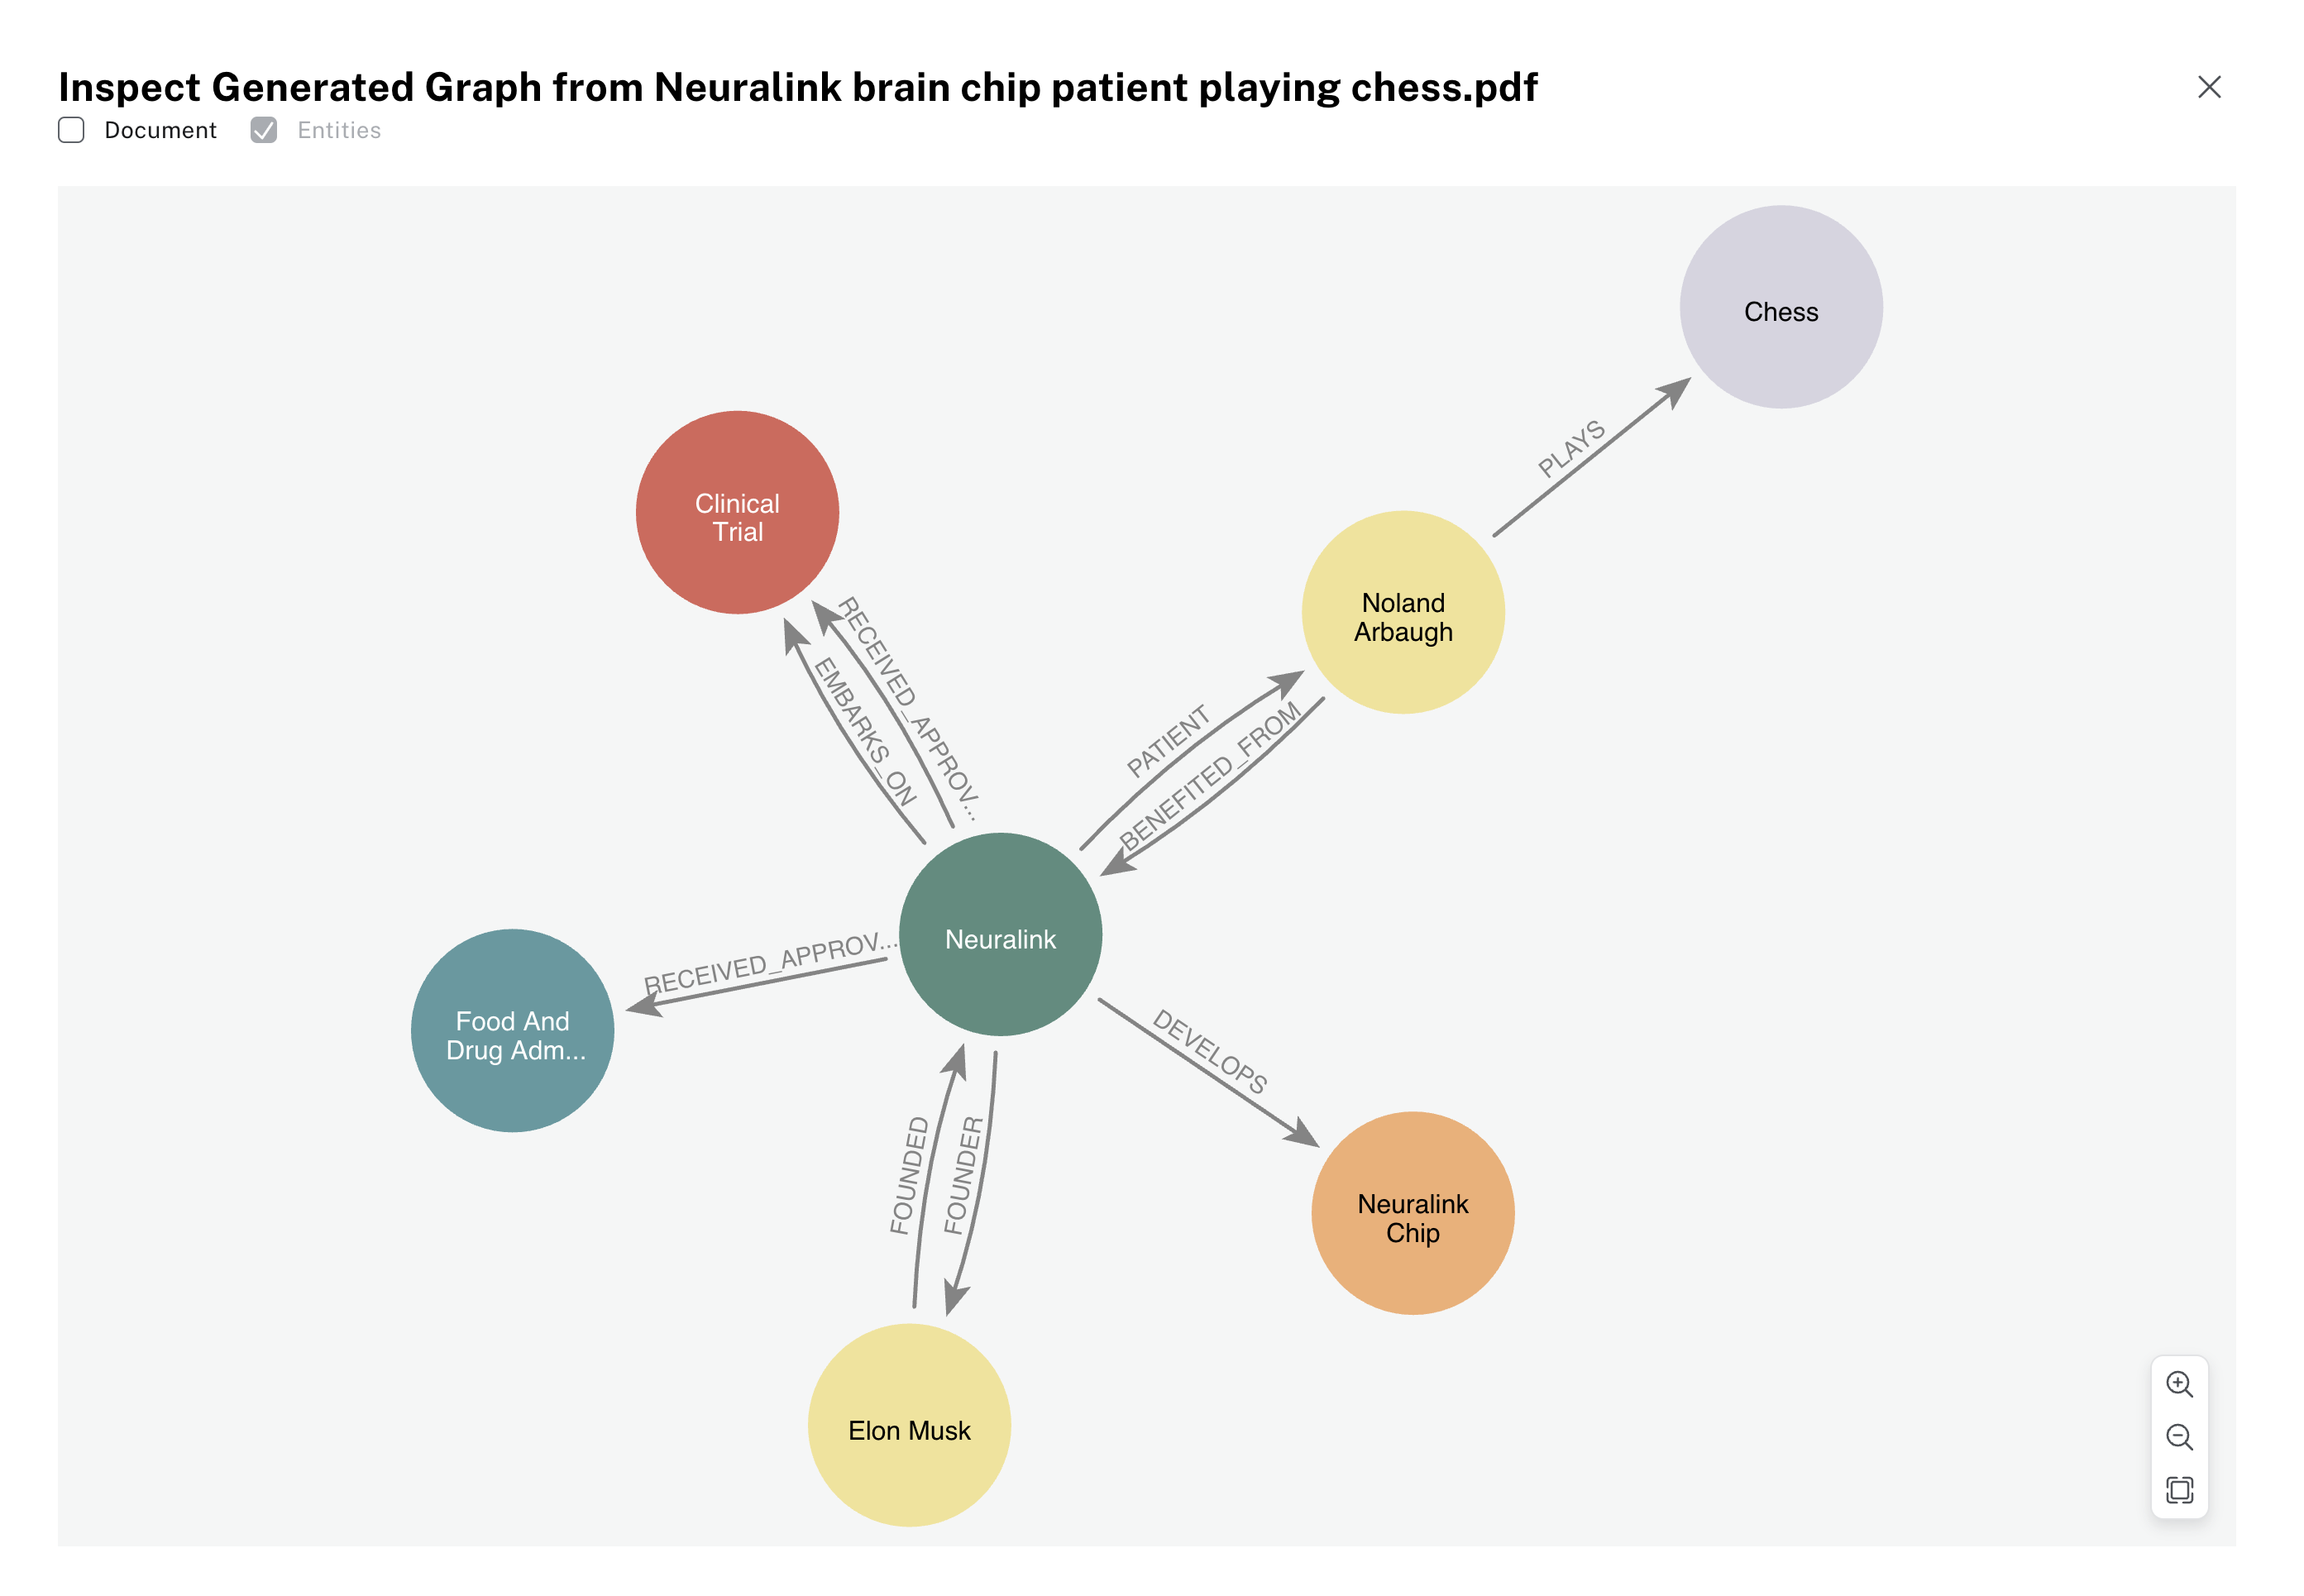 Inspect Generated Graph from Neuralink brain chip patient playing chess.pdf
Document
Entities
Chess
PLAYS
Clinical
Trial
Noland
Arbaugh
RECEIVED_APPROV...
EMBARKS_ON
PATIENT
BENEFITED_FROM
Neuralink
RECEIVED_APPROV...
Food And
Drug Adm...
DEVELOPS
FOUNDED
FOUNDER
Neuralink
Chip
Elon Musk